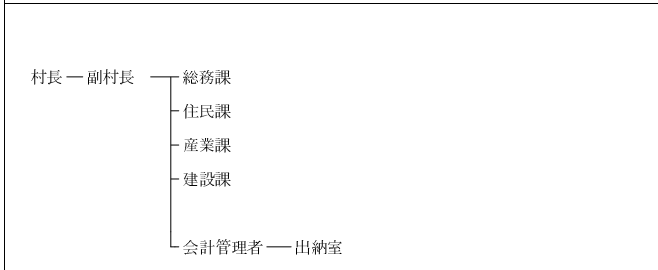 村長 ― 副村長 総務課
住民課
産業課
建設課
会計管理者 ― 出納室